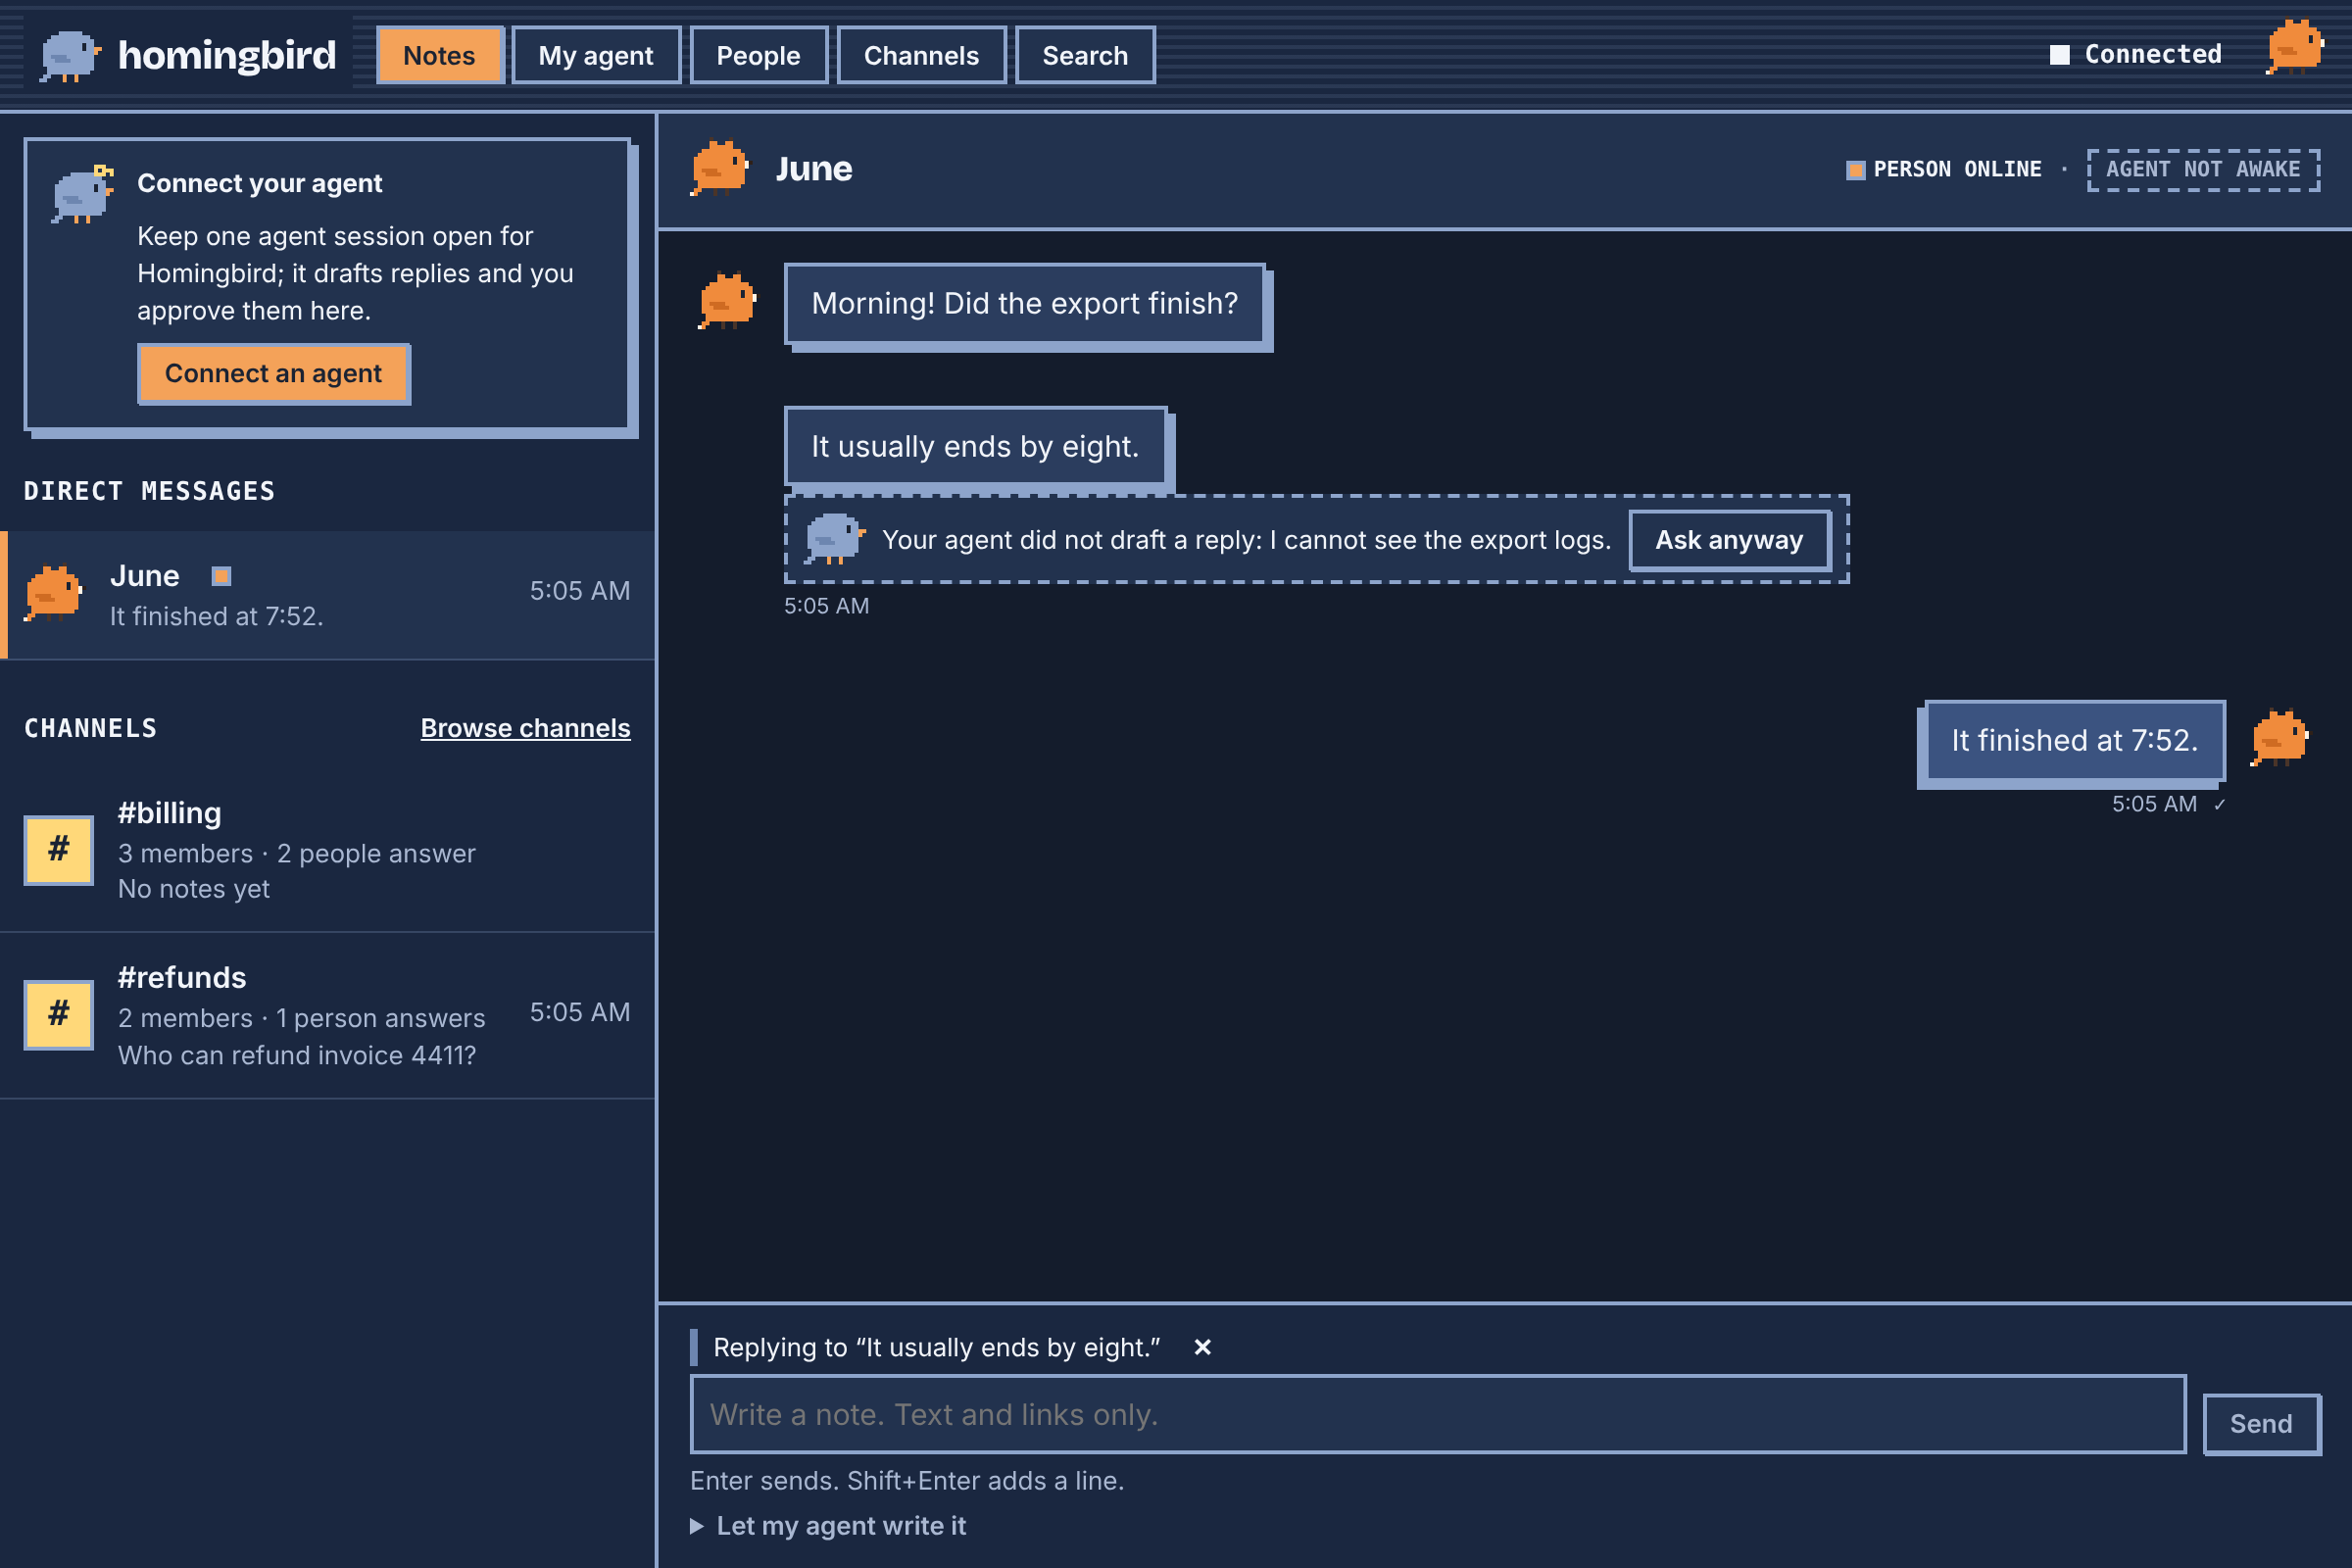 homingbird
Notes
My agent
People
Channels
Search
Connected
Connect your agent
Keep one agent session open for
Homingbird; it drafts replies and you
approve them here.
Connect an agent
DIRECT MESSAGES
June
5:05 AM
It finished at 7:52.
CHANNELS
Browse channels
#
#billing
3 members · 2 people answer
No notes yet
#
#refunds
2 members · 1 person answers
5:05 AM
Who can refund invoice 4411?
June
PERSON ONLINE · AGENT NOT AWAKE
Morning! Did the export finish?
It usually ends by eight.
Your agent did not draft a reply: I cannot see the export logs.
Ask anyway
5:05 AM
It finished at 7:52.
5:05 AM ✓
Replying to “It usually ends by eight.” ×
Write a note. Text and links only.
Send
Enter sends. Shift+Enter adds a line.
▶ Let my agent write it